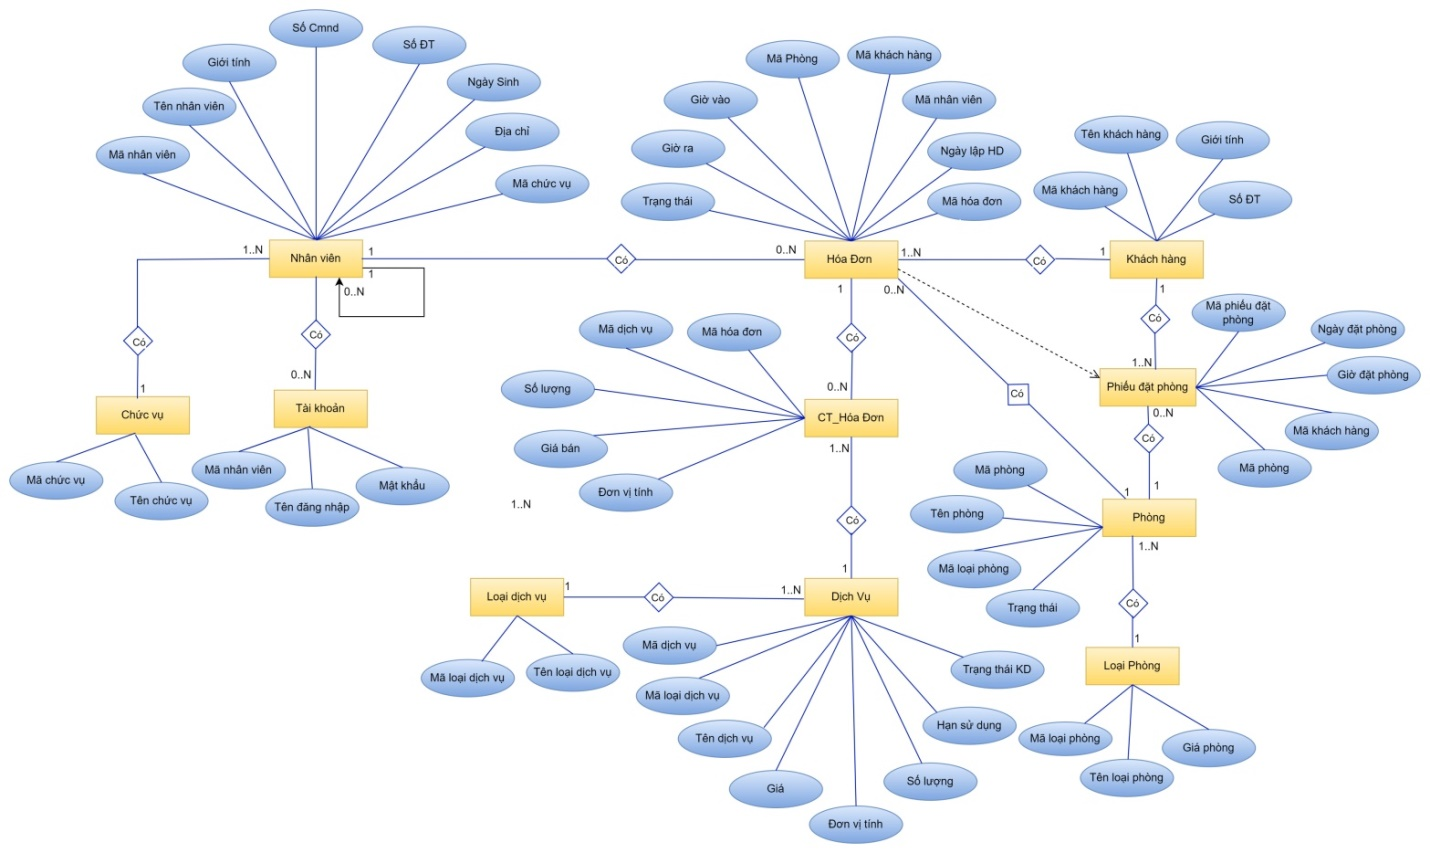 Số Cmnd
Số ĐT
Giới tính
Ngày Sinh
Tên nhân viên
Địa chỉ
Mã nhân viên
Mã chức vụ
Mã Phòng
Mã khách hàng
Giờ vào
Mã nhân viên
Giờ ra
Ngày lập HD
Trạng thái
Mã hóa đơn
Tên khách hàng
Giới tính
Mã khách hàng
Số ĐT
1..N
Nhân viên
1
1
0..N
Có
0..N
Hóa Đơn
1..N
1
0..N
Có
1
Khách hàng
1
Có
Có
Có
Có
1..N
1
0..N
0..N
Chức vụ
Tài khoản
Mã chức vụ
Tên chức vụ
Mã nhân viên
Tên đăng nhập
Mật khẩu
Mã dịch vụ
Mã hóa đơn
Số lượng
Giá bán
Đơn vị tính
CT_Hóa Đơn
1..N
1..N
Có
Có
Phiếu đặt phòng
0..N
Mã phiếu đặt
phòng
Ngày đặt phòng
Giờ đặt phòng
Mã khách hàng
Mã phòng
Có
1
1
Phòng
1..N
Mã phòng
Tên phòng
Mã loại phòng
Trạng thái
Có
1
Loại Phòng
Mã loại phòng
Tên loại phòng
Giá phòng
Loại dịch vụ
1
Có
1..N
1
Dịch Vụ
Mã loại dịch vụ
Tên loại dịch vụ
Mã dịch vụ
Mã loại dịch vụ
Tên dịch vụ
Giá
Đơn vị tính
Số lượng
Hạn sử dụng
Trạng thái KD